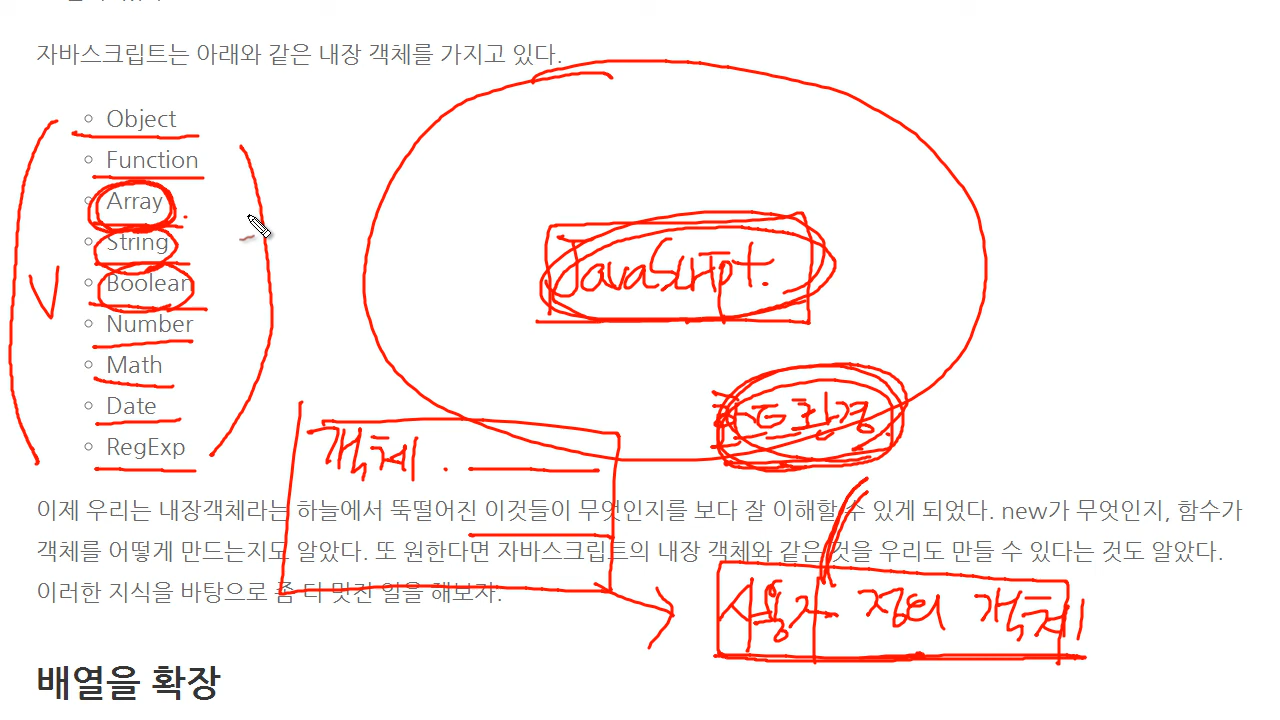 자바스크립트는 아래와 같은 내장 객체를 가지고 있다.
Object
Function
Array
String
Boolean
Number
Math
Date
RegExp
JavaScript.
환경
객체.
이제 우리는 내장객체라는 하늘에서 뚝떨어진 이것들이 무엇인지를 보다 잘 이해할 수 있게 되었다. new가 무엇인지, 함수가
객체를 어떻게 만드는지도 알았다. 또 원한다면 자바스크립트의 내장 객체와 같은 것을 우리도 만들 수 있다는 것도 알았다.
이러한 지식을 바탕으로 좀 더 멋진 일을 해보자.
사용자 정의 객체
배열을 확장